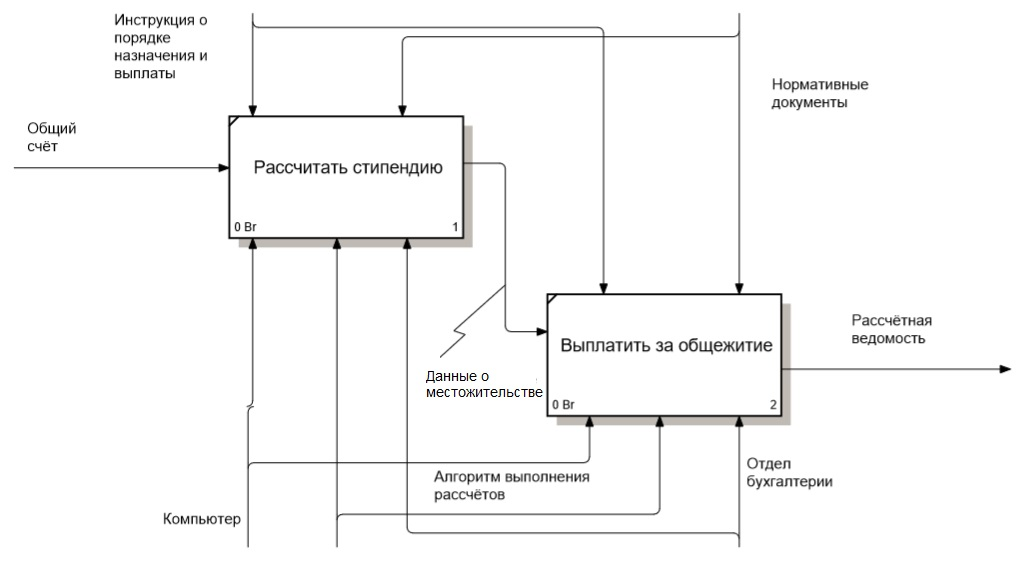 Инструкция о
порядке
назначения и
выплаты
Нормативные
документы
Общий
счёт
Рассчитать стипендию
0 Br
1
Выплатить за общежитие
0 Br
2
Рассчётная
ведомость
Данные о
местожительстве
Алгоритм выполнения
рассчётов
Отдел
бухгалтерии
Компьютер